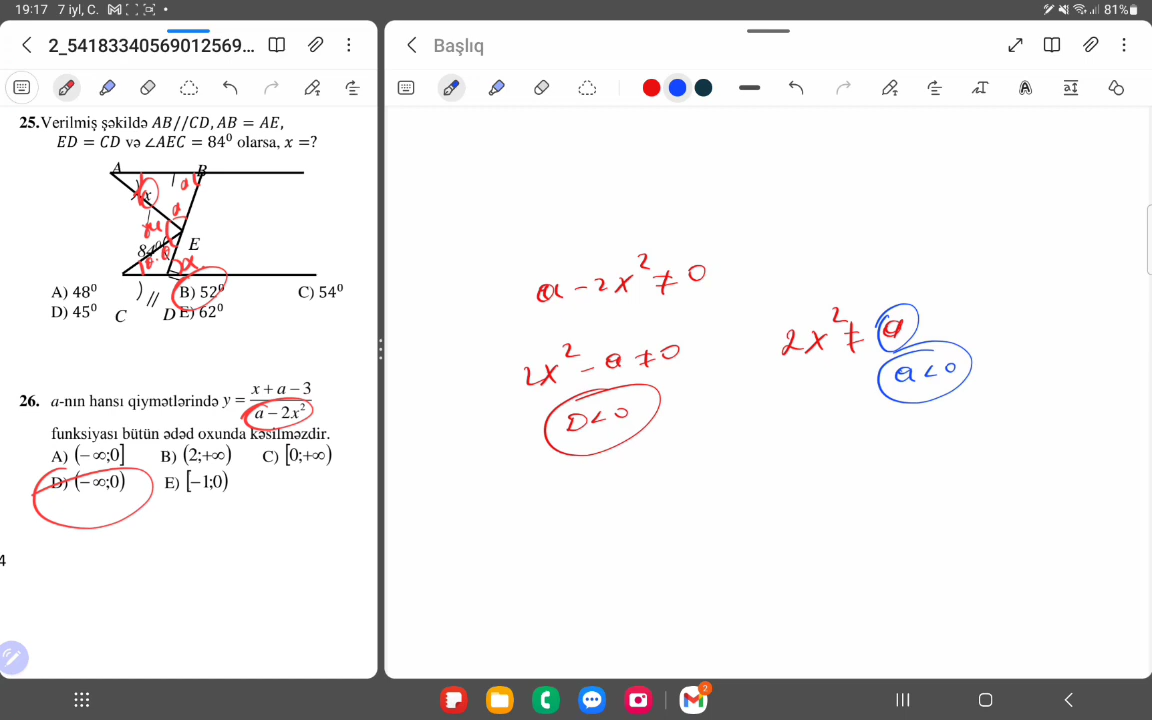 19:17 7 iyl, C.
81%
2_54183340569012569...
Başlıq
25.Verilmiş şəkildə AB//CD, AB = AE,
ED = CD və ∠AEC = 84⁰ olarsa, x =?
A B
x
a
a
84⁰
E
A) 48⁰ B) 52⁰ C) 54⁰
D) 45⁰ E) 62⁰
C D
26. a-nın hansı qiymətlərində y = (x + a − 3)/(a − 2x²)
funksiyası bütün ədəd oxunda kəsilməzdir.
A) (−∞;0] B) (2;+∞) C) [0;+∞)
D) (−∞;0) E) [−1;0)
4
a − 2x² ≠ 0
2x² − a ≠ 0
D < 0
2x² ≠ a
a < 0
2